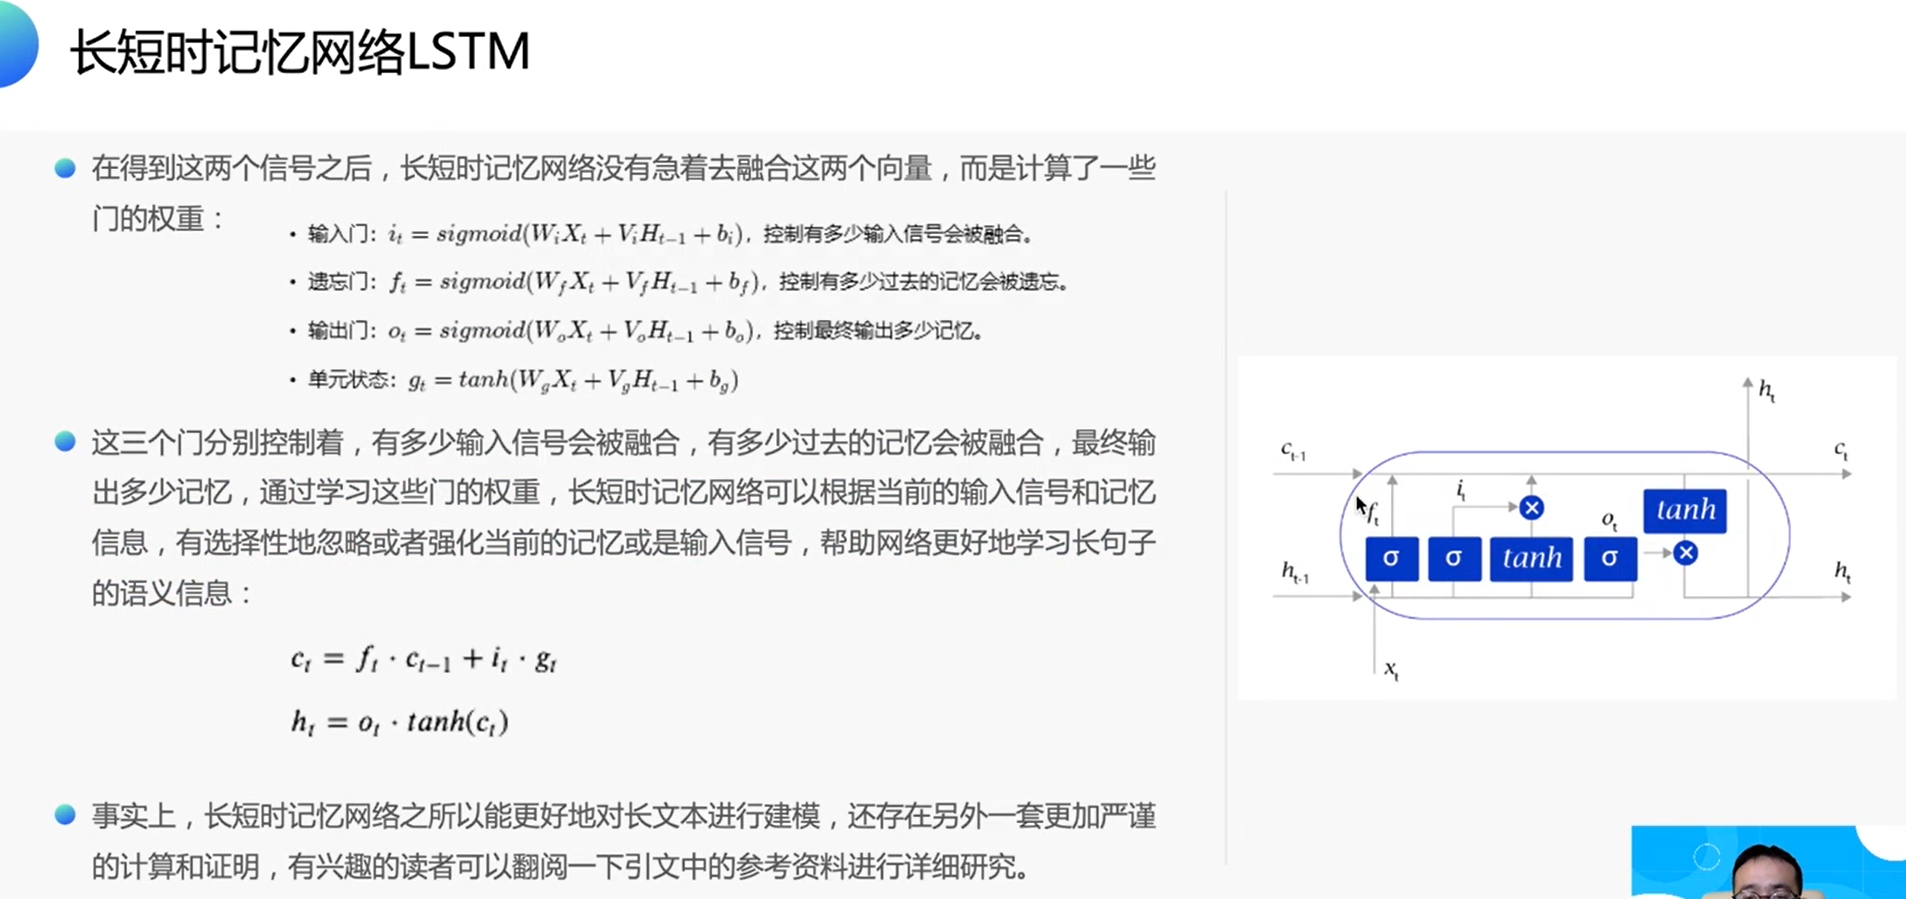 长短时记忆网络LSTM
在得到这两个信号之后，长短时记忆网络没有急着去融合这两个向量，而是计算了一些
门的权重：
• 输入门：i_t = sigmoid(W_iX_t + V_iH_{t−1} + b_i)，控制有多少输入信号会被融合。
• 遗忘门：f_t = sigmoid(W_fX_t + V_fH_{t−1} + b_f)，控制有多少过去的记忆会被遗忘。
• 输出门：o_t = sigmoid(W_oX_t + V_oH_{t−1} + b_o)，控制最终输出多少记忆。
• 单元状态：g_t = tanh(W_gX_t + V_gH_{t−1} + b_g)
这三个门分别控制着，有多少输入信号会被融合，有多少过去的记忆会被融合，最终输
出多少记忆，通过学习这些门的权重，长短时记忆网络可以根据当前的输入信号和记忆
信息，有选择性地忽略或者强化当前的记忆或是输入信号，帮助网络更好地学习长句子
的语义信息：
c_t = f_t · c_{t−1} + i_t · g_t
h_t = o_t · tanh(c_t)
事实上，长短时记忆网络之所以能更好地对长文本进行建模，还存在另外一套更加严谨
的计算和证明，有兴趣的读者可以翻阅一下引文中的参考资料进行详细研究。
h_t
c_{t-1}
c_t
f_t
i_t
o_t
tanh
σ
σ
tanh
σ
h_{t-1}
h_t
x_t